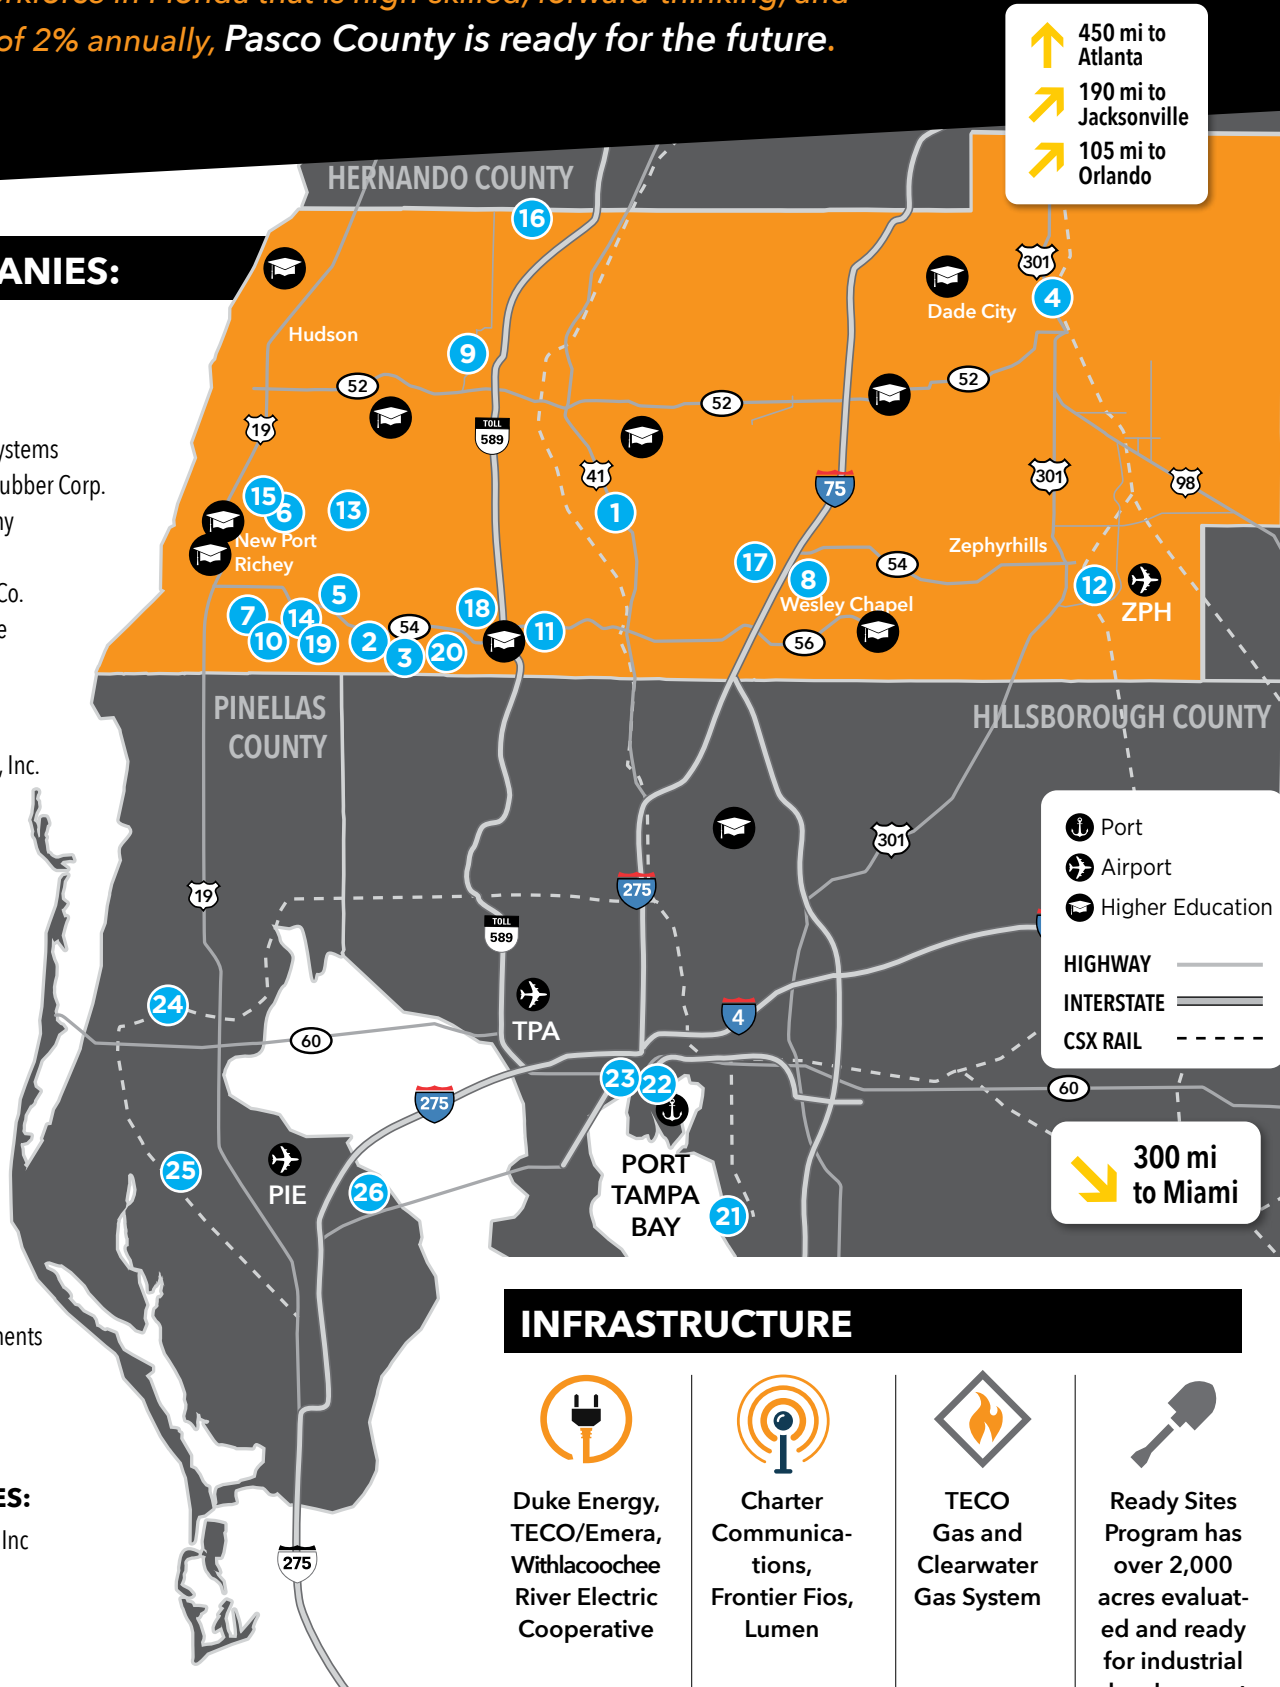 of 2% annually, Pasco County is ready for the future.
450 mi to
Atlanta
190 mi to
Jacksonville
105 mi to
Orlando
HERNANDO COUNTY
16
ANIES:
301
4
Dade City
Hudson
9
52
52
52
19
TOLL
589
41
75
301
98
ystems
ubber Corp.
ny
Co.
e
, Inc.
15
6
13
1
New Port
Richey
17
8
54
Zephyrhills
12
ZPH
Wesley Chapel
5
7
14
10
19
2
54
3
20
18
11
56
PINELLAS
COUNTY
HILLSBOROUGH COUNTY
Port
Airport
Higher Education
HIGHWAY
INTERSTATE
CSX RAIL
301
275
19
TOLL
589
24
TPA
4
60
23
22
60
275
25
PIE
26
PORT
TAMPA
BAY
21
300 mi
to Miami
INFRASTRUCTURE
nents
ES:
Inc
275
Duke Energy,
TECO/Emera,
Withlacoochee
River Electric
Cooperative
Charter
Communica-
tions,
Frontier Fios,
Lumen
TECO
Gas and
Clearwater
Gas System
Ready Sites
Program has
over 2,000
acres evaluat-
ed and ready
for industrial